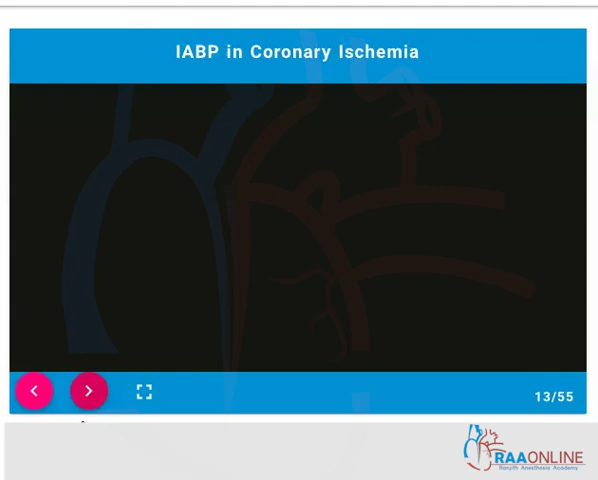 IABP in Coronary Ischemia
13/55
RAAONLINE
Ranjith Anesthesia Academy